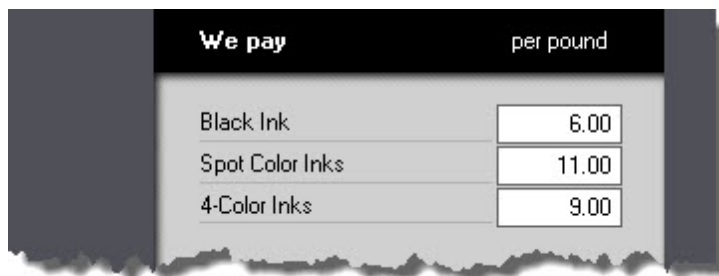 We pay per pound
Black Ink 6.00
Spot Color Inks 11.00
4-Color Inks 9.00